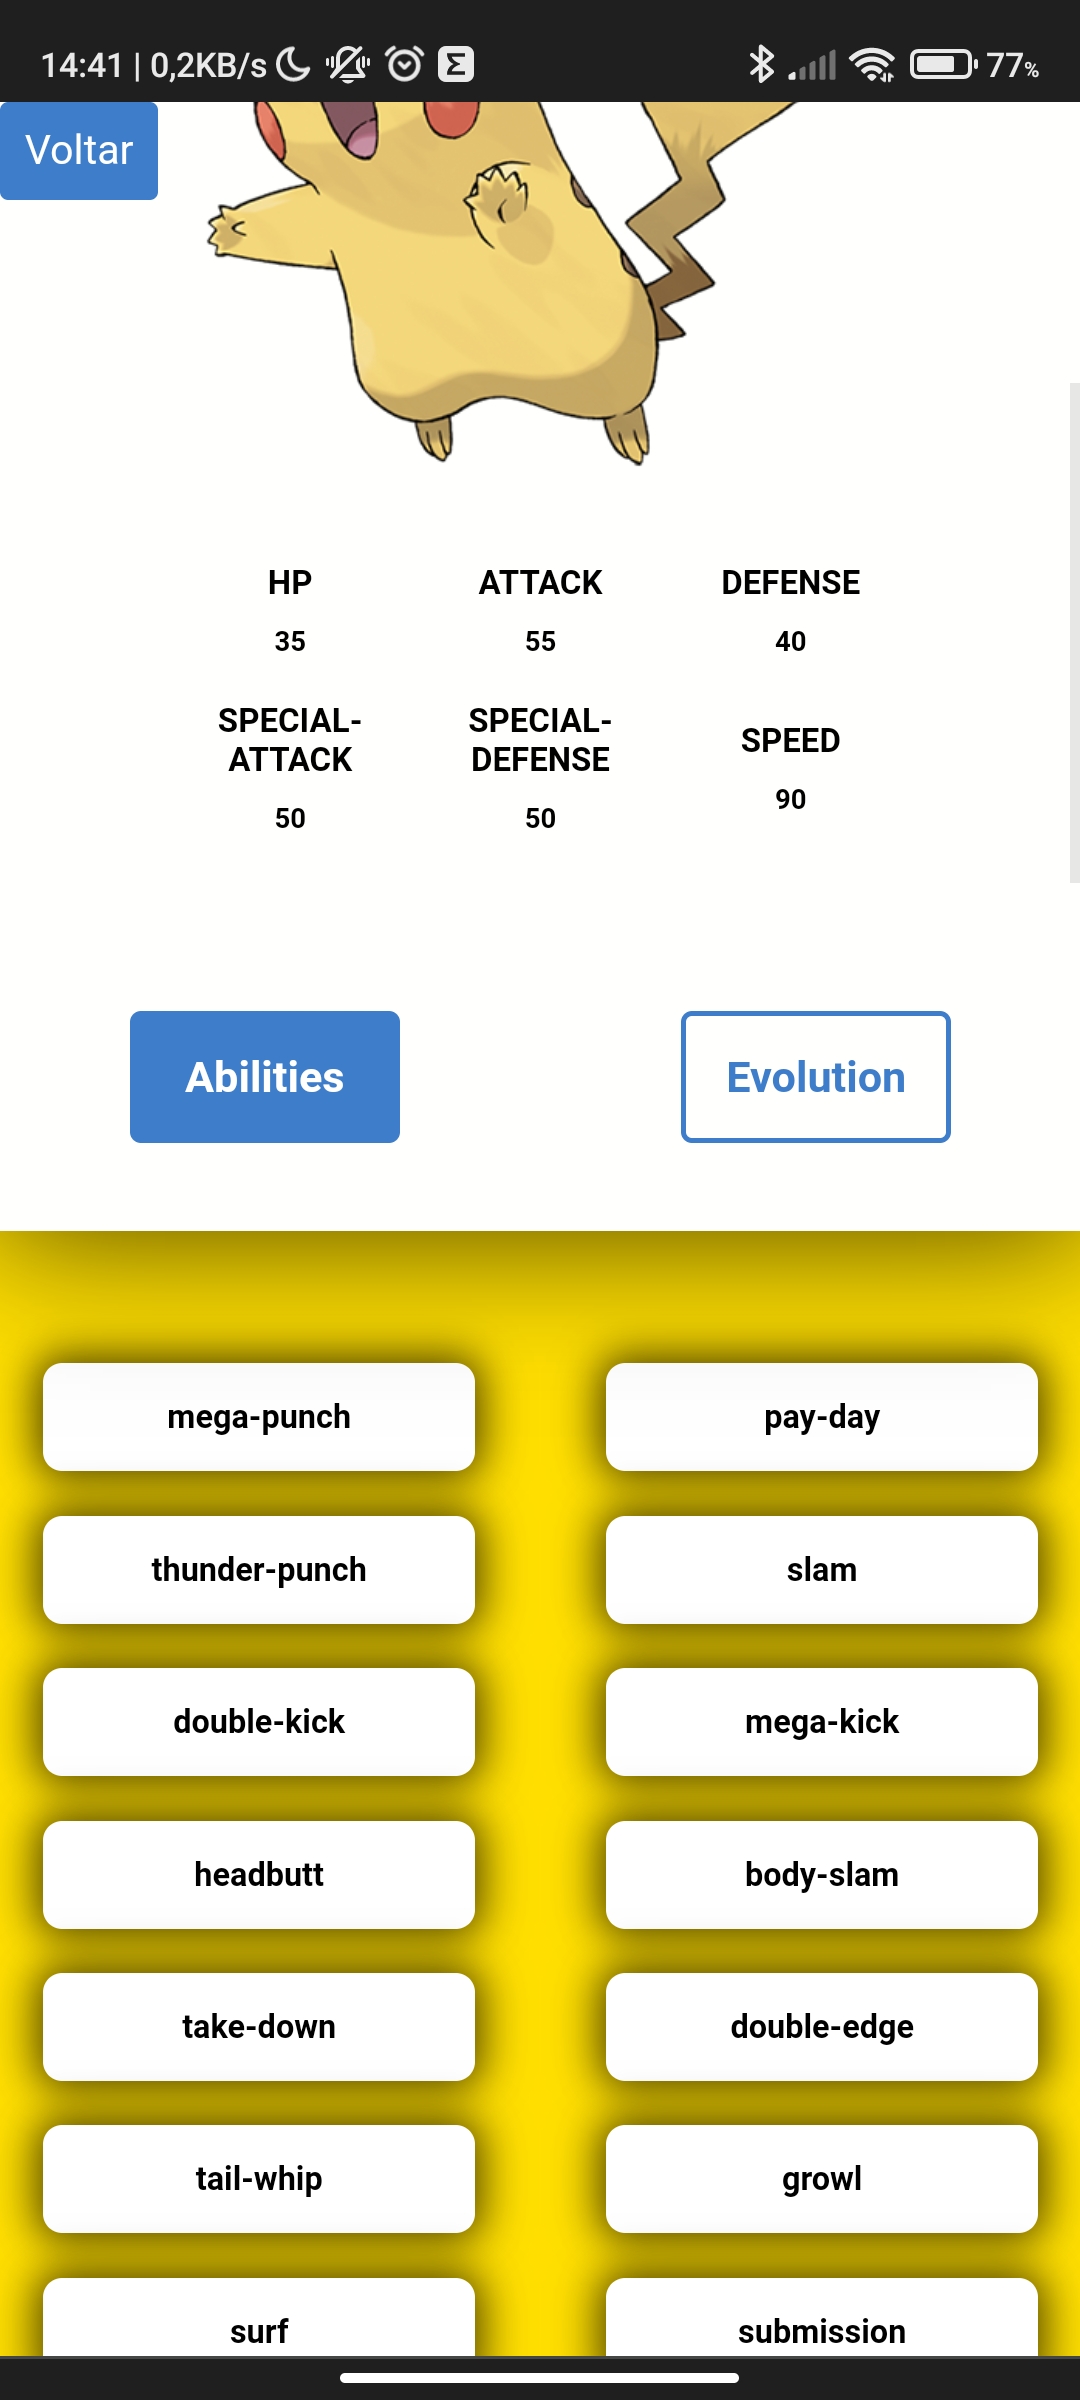 14:41 | 0,2KB/s Σ 77%
Voltar
HP ATTACK DEFENSE
35 55 40
SPECIAL- SPECIAL- SPEED
ATTACK DEFENSE
50 50 90
Abilities Evolution
mega-punch pay-day
thunder-punch slam
double-kick mega-kick
headbutt body-slam
take-down double-edge
tail-whip growl
surf submission